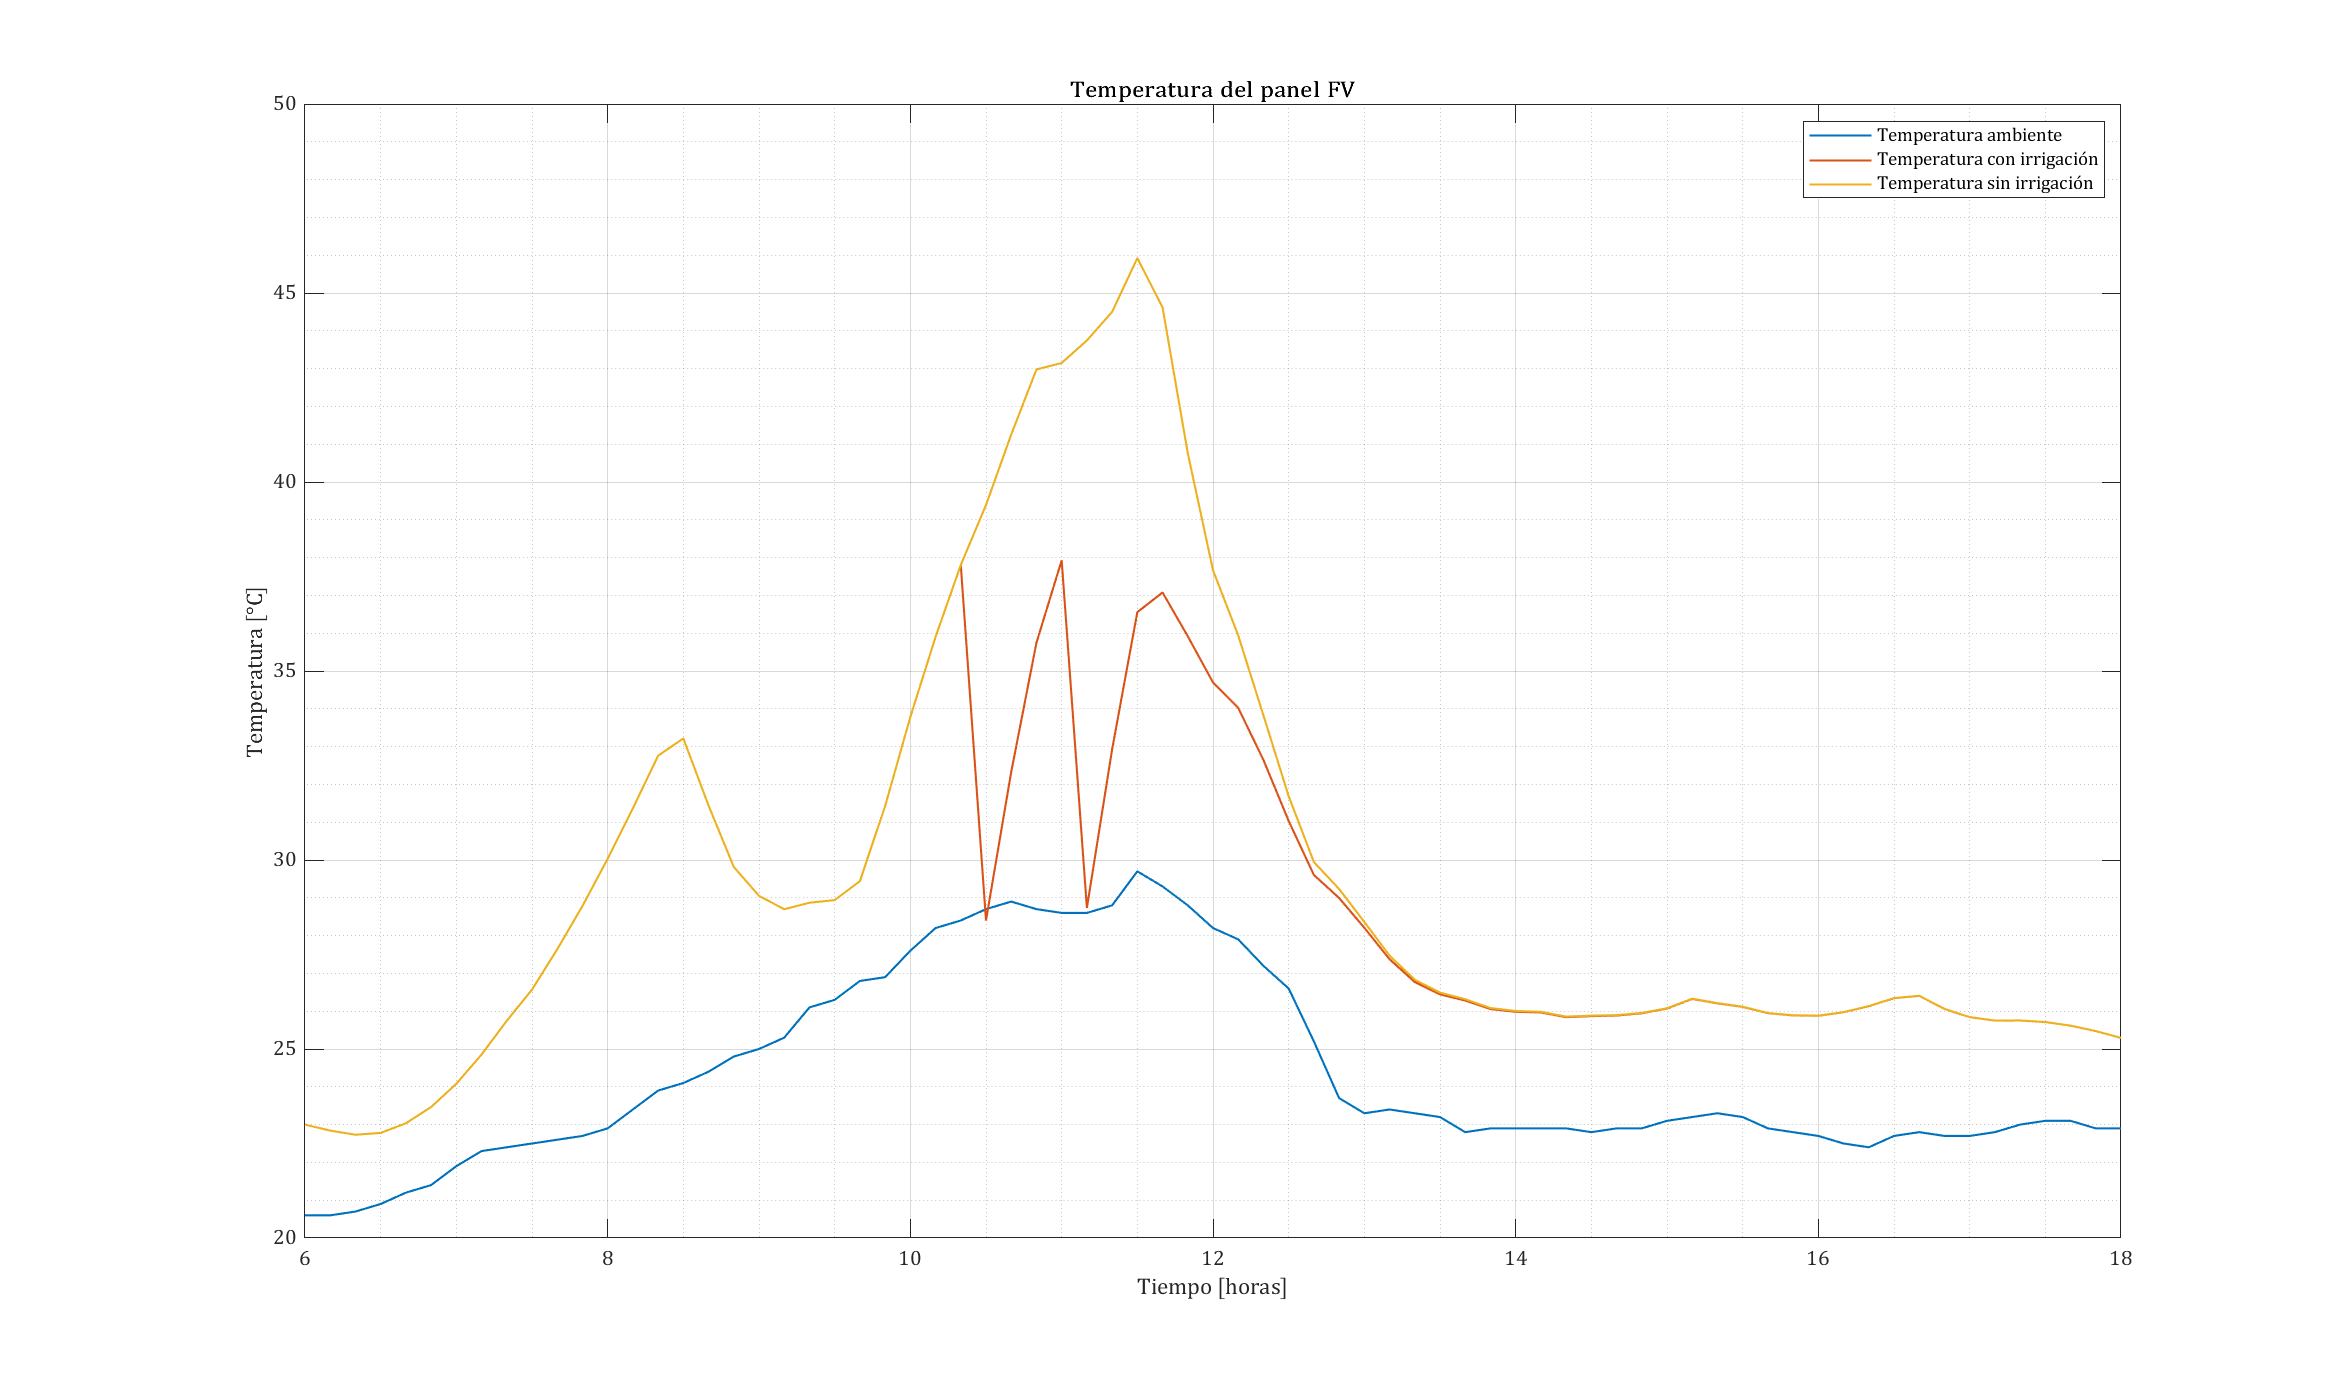 Temperatura del panel FV
50
45
40
35
30
25
20
Temperatura [°C]
Temperatura ambiente
Temperatura con irrigación
Temperatura sin irrigación
6 8 10 12 14 16 18
Tiempo [horas]